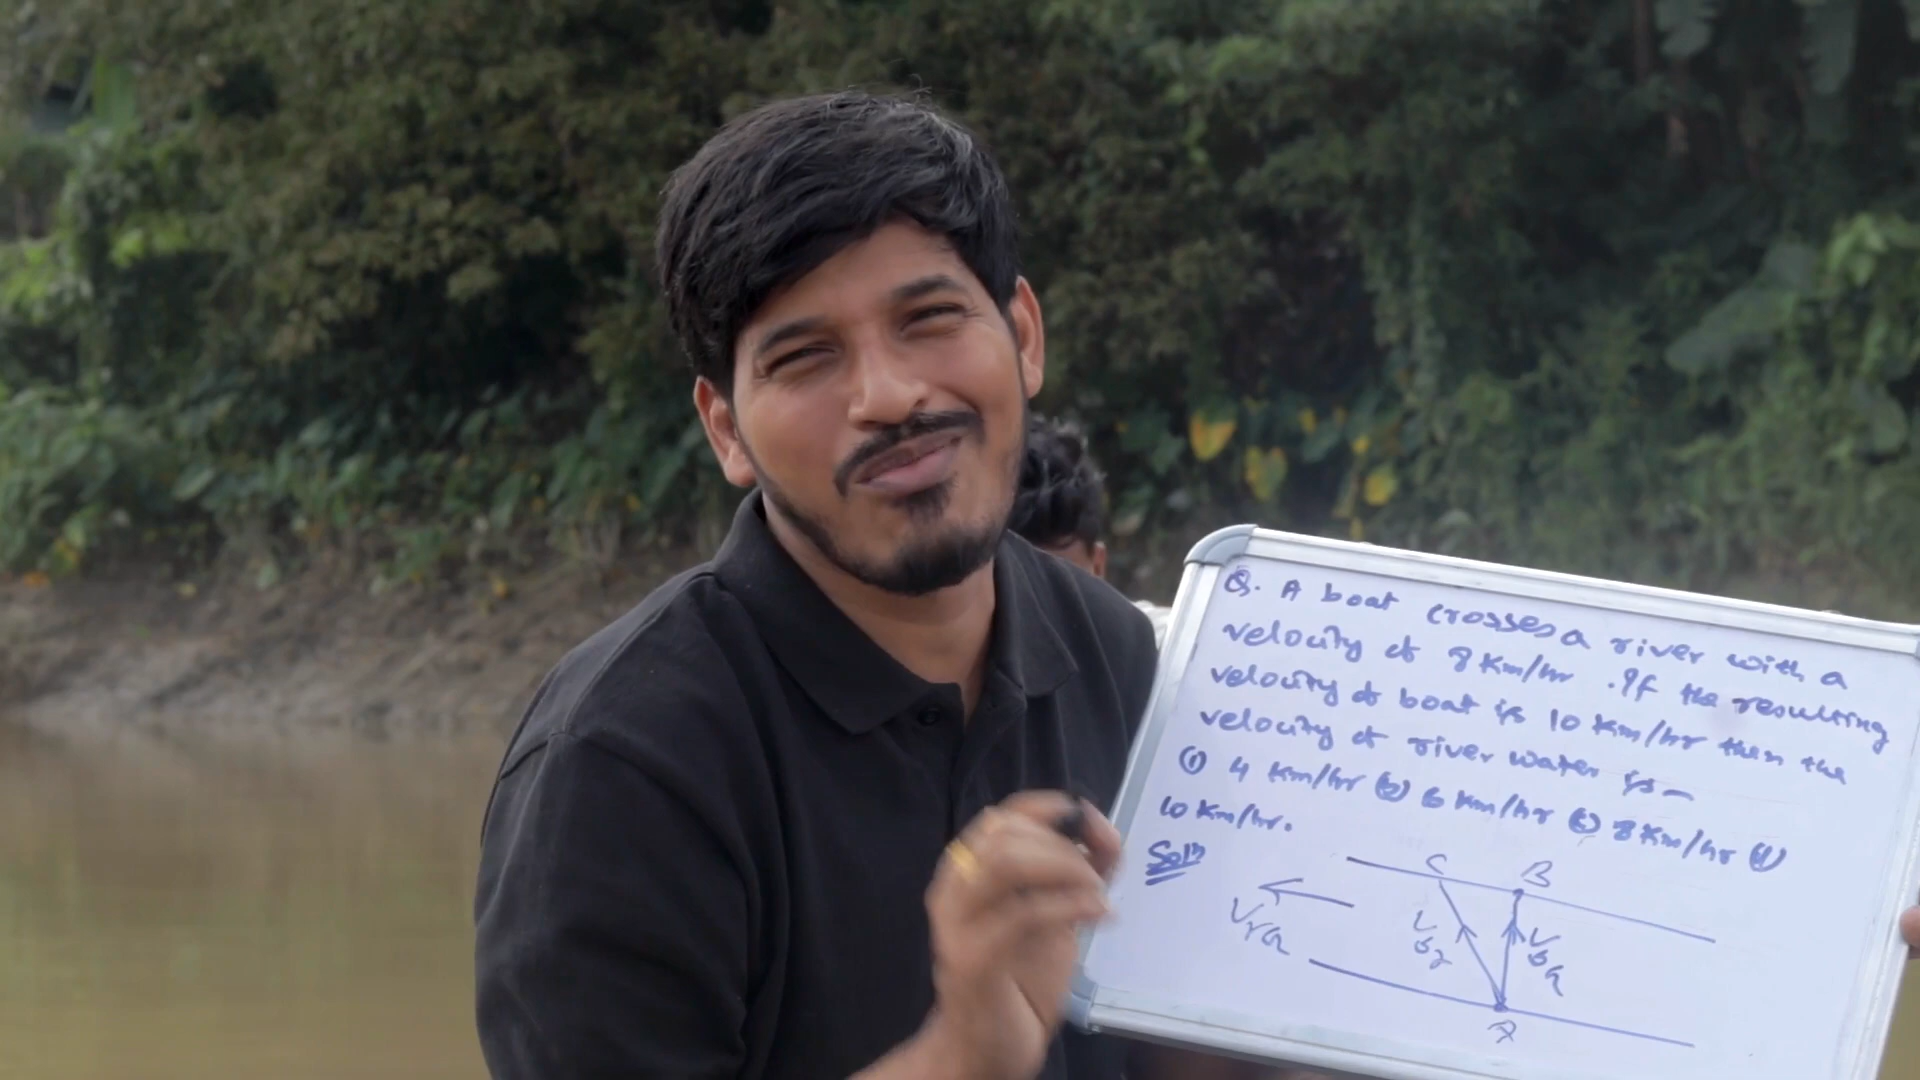 Q. A boat crosses a river with a
velocity of 8 Km/hr . If the resulting
velocity of boat is 10 Km/hr then the
velocity of river water is -
(1) 4 Km/hr (b) 6 Km/hr (c) 8 Km/hr (d)
10 Km/hr.
Soln
C B
A